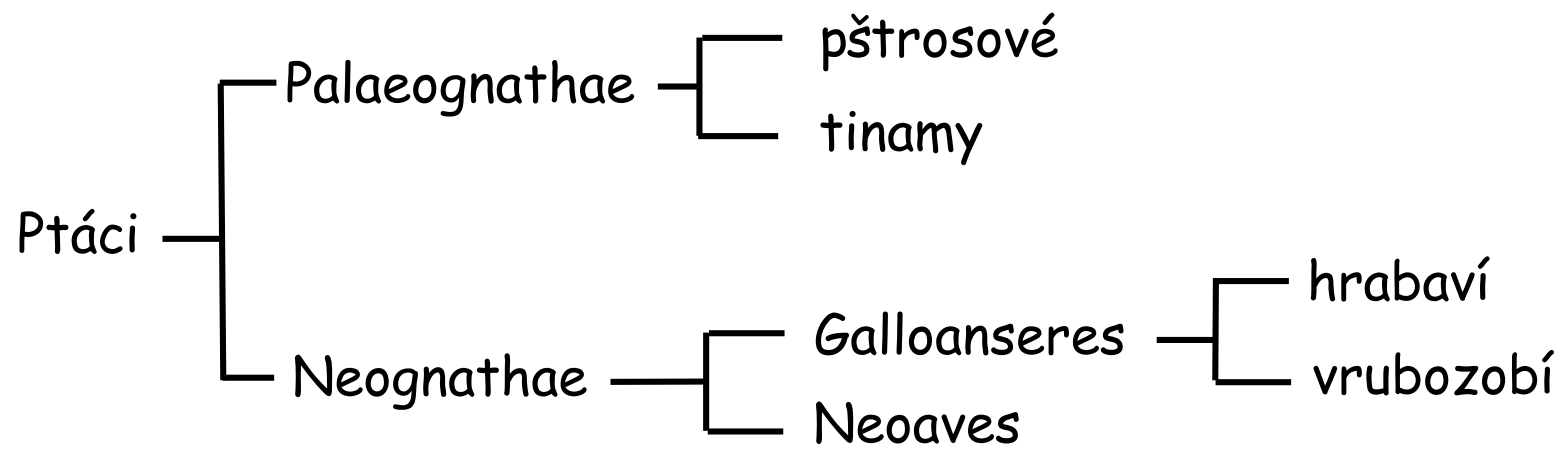 pštrosové
Palaeognathae
tinamy
Ptáci
hrabaví
Galloanseres
vrubozobí
Neognathae
Neoaves